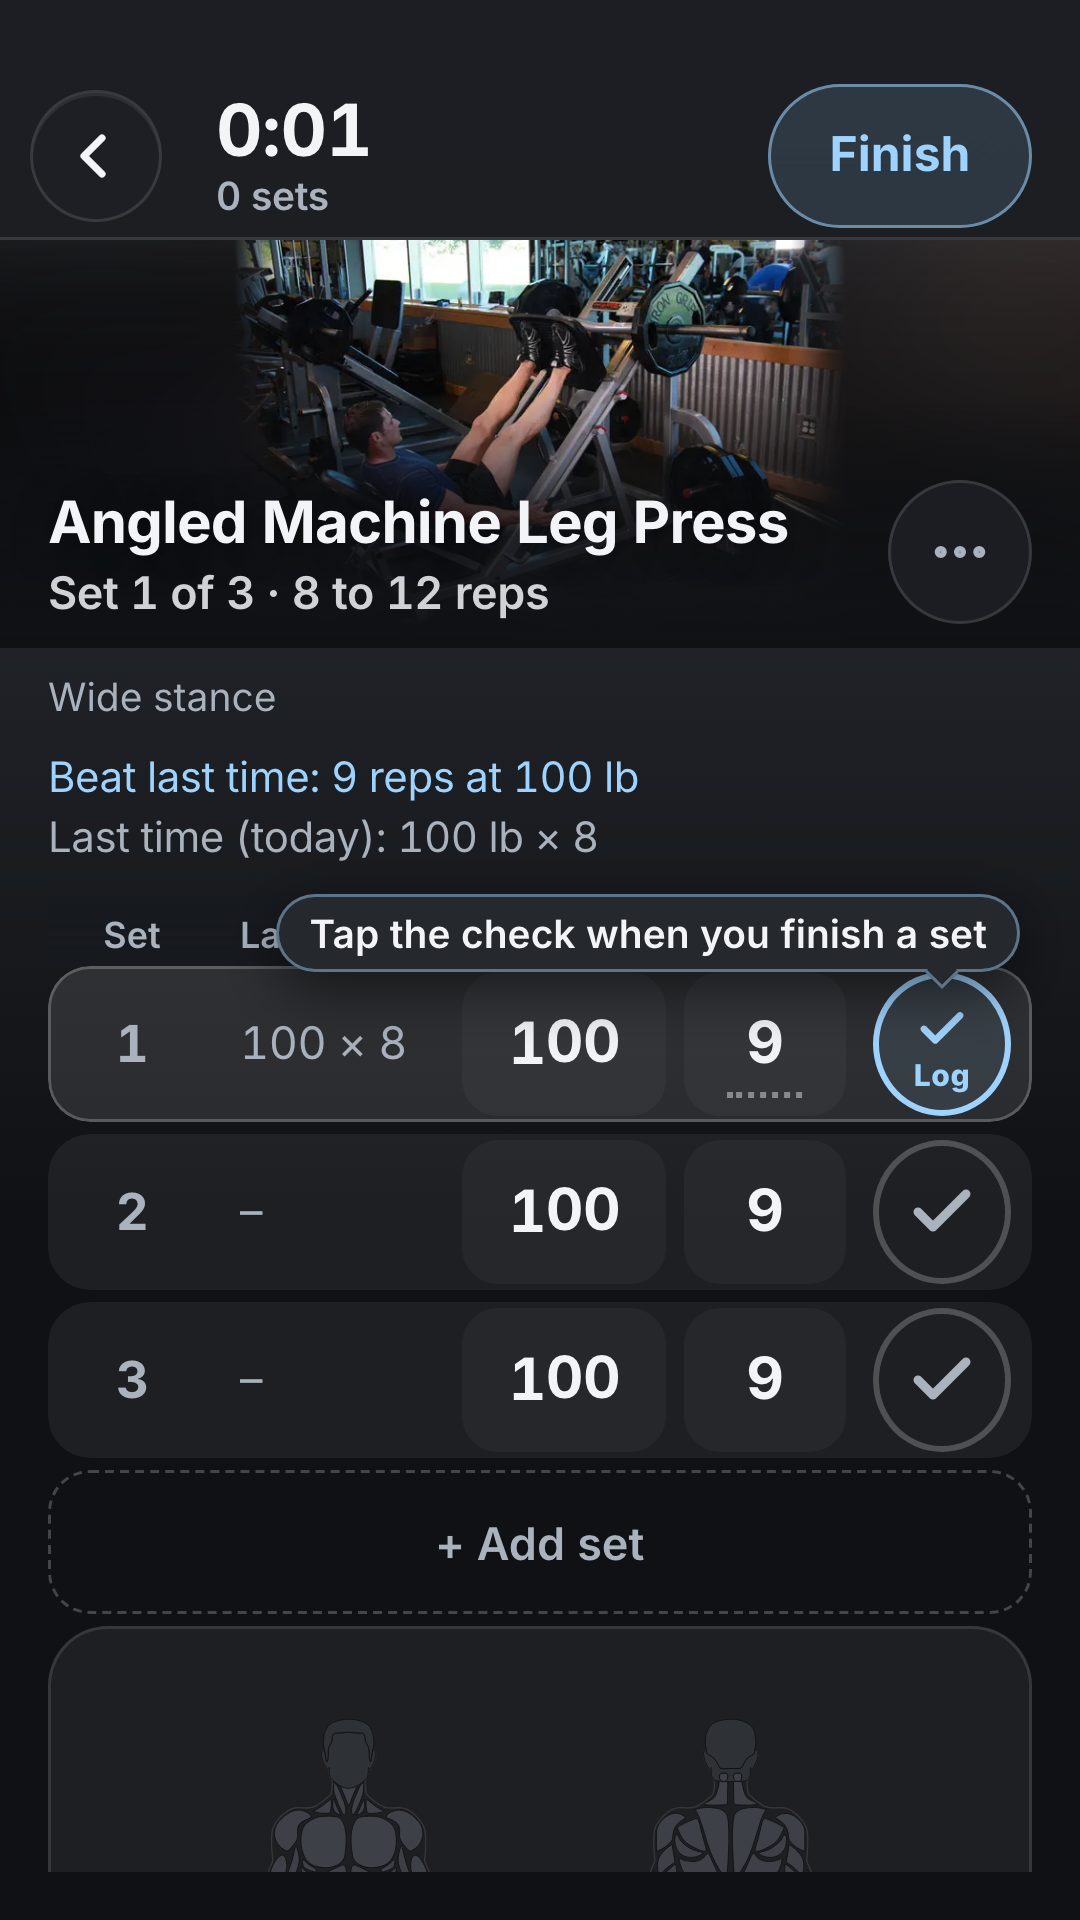 0:01
0 sets
Finish
Angled Machine Leg Press
Set 1 of 3 · 8 to 12 reps
Wide stance
Beat last time: 9 reps at 100 lb
Last time (today): 100 lb × 8
Set
Tap the check when you finish a set
1 100 × 8 100 9 Log
2 – 100 9
3 – 100 9
+ Add set